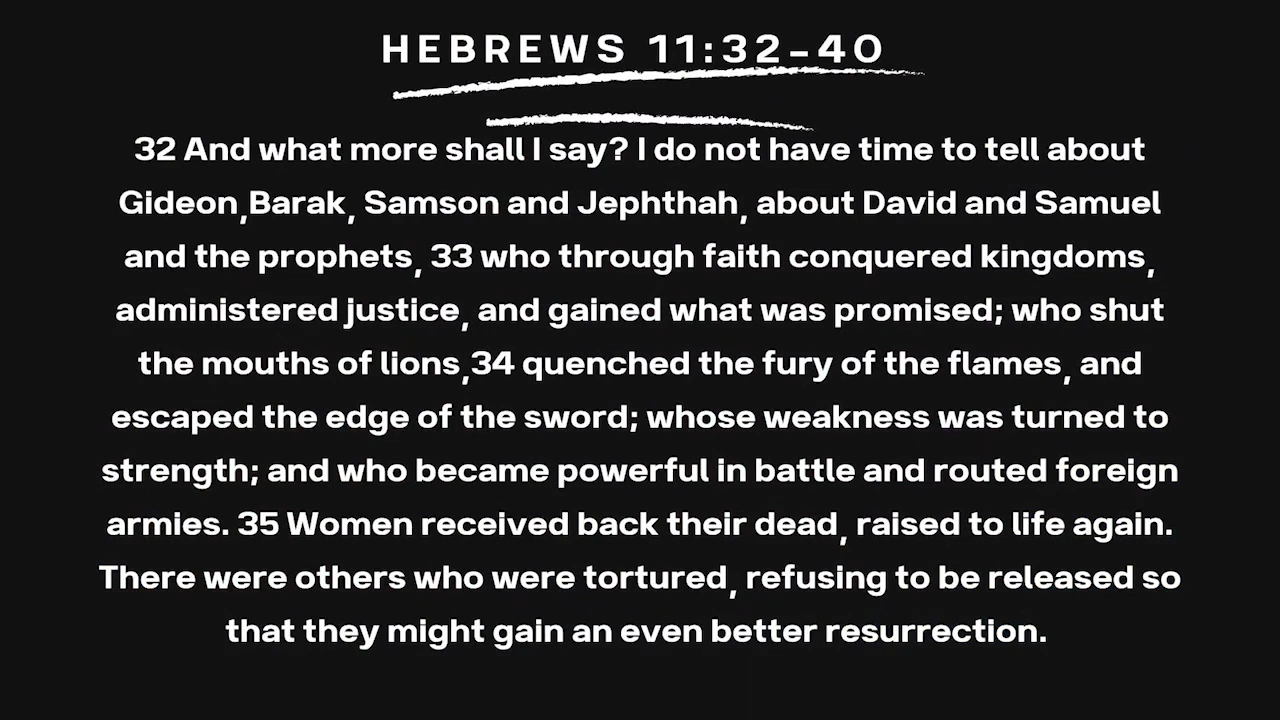 HEBREWS 11:32-40
32 And what more shall I say? I do not have time to tell about
Gideon,Barak, Samson and Jephthah, about David and Samuel
and the prophets, 33 who through faith conquered kingdoms,
administered justice, and gained what was promised; who shut
the mouths of lions,34 quenched the fury of the flames, and
escaped the edge of the sword; whose weakness was turned to
strength; and who became powerful in battle and routed foreign
armies. 35 Women received back their dead, raised to life again.
There were others who were tortured, refusing to be released so
that they might gain an even better resurrection.